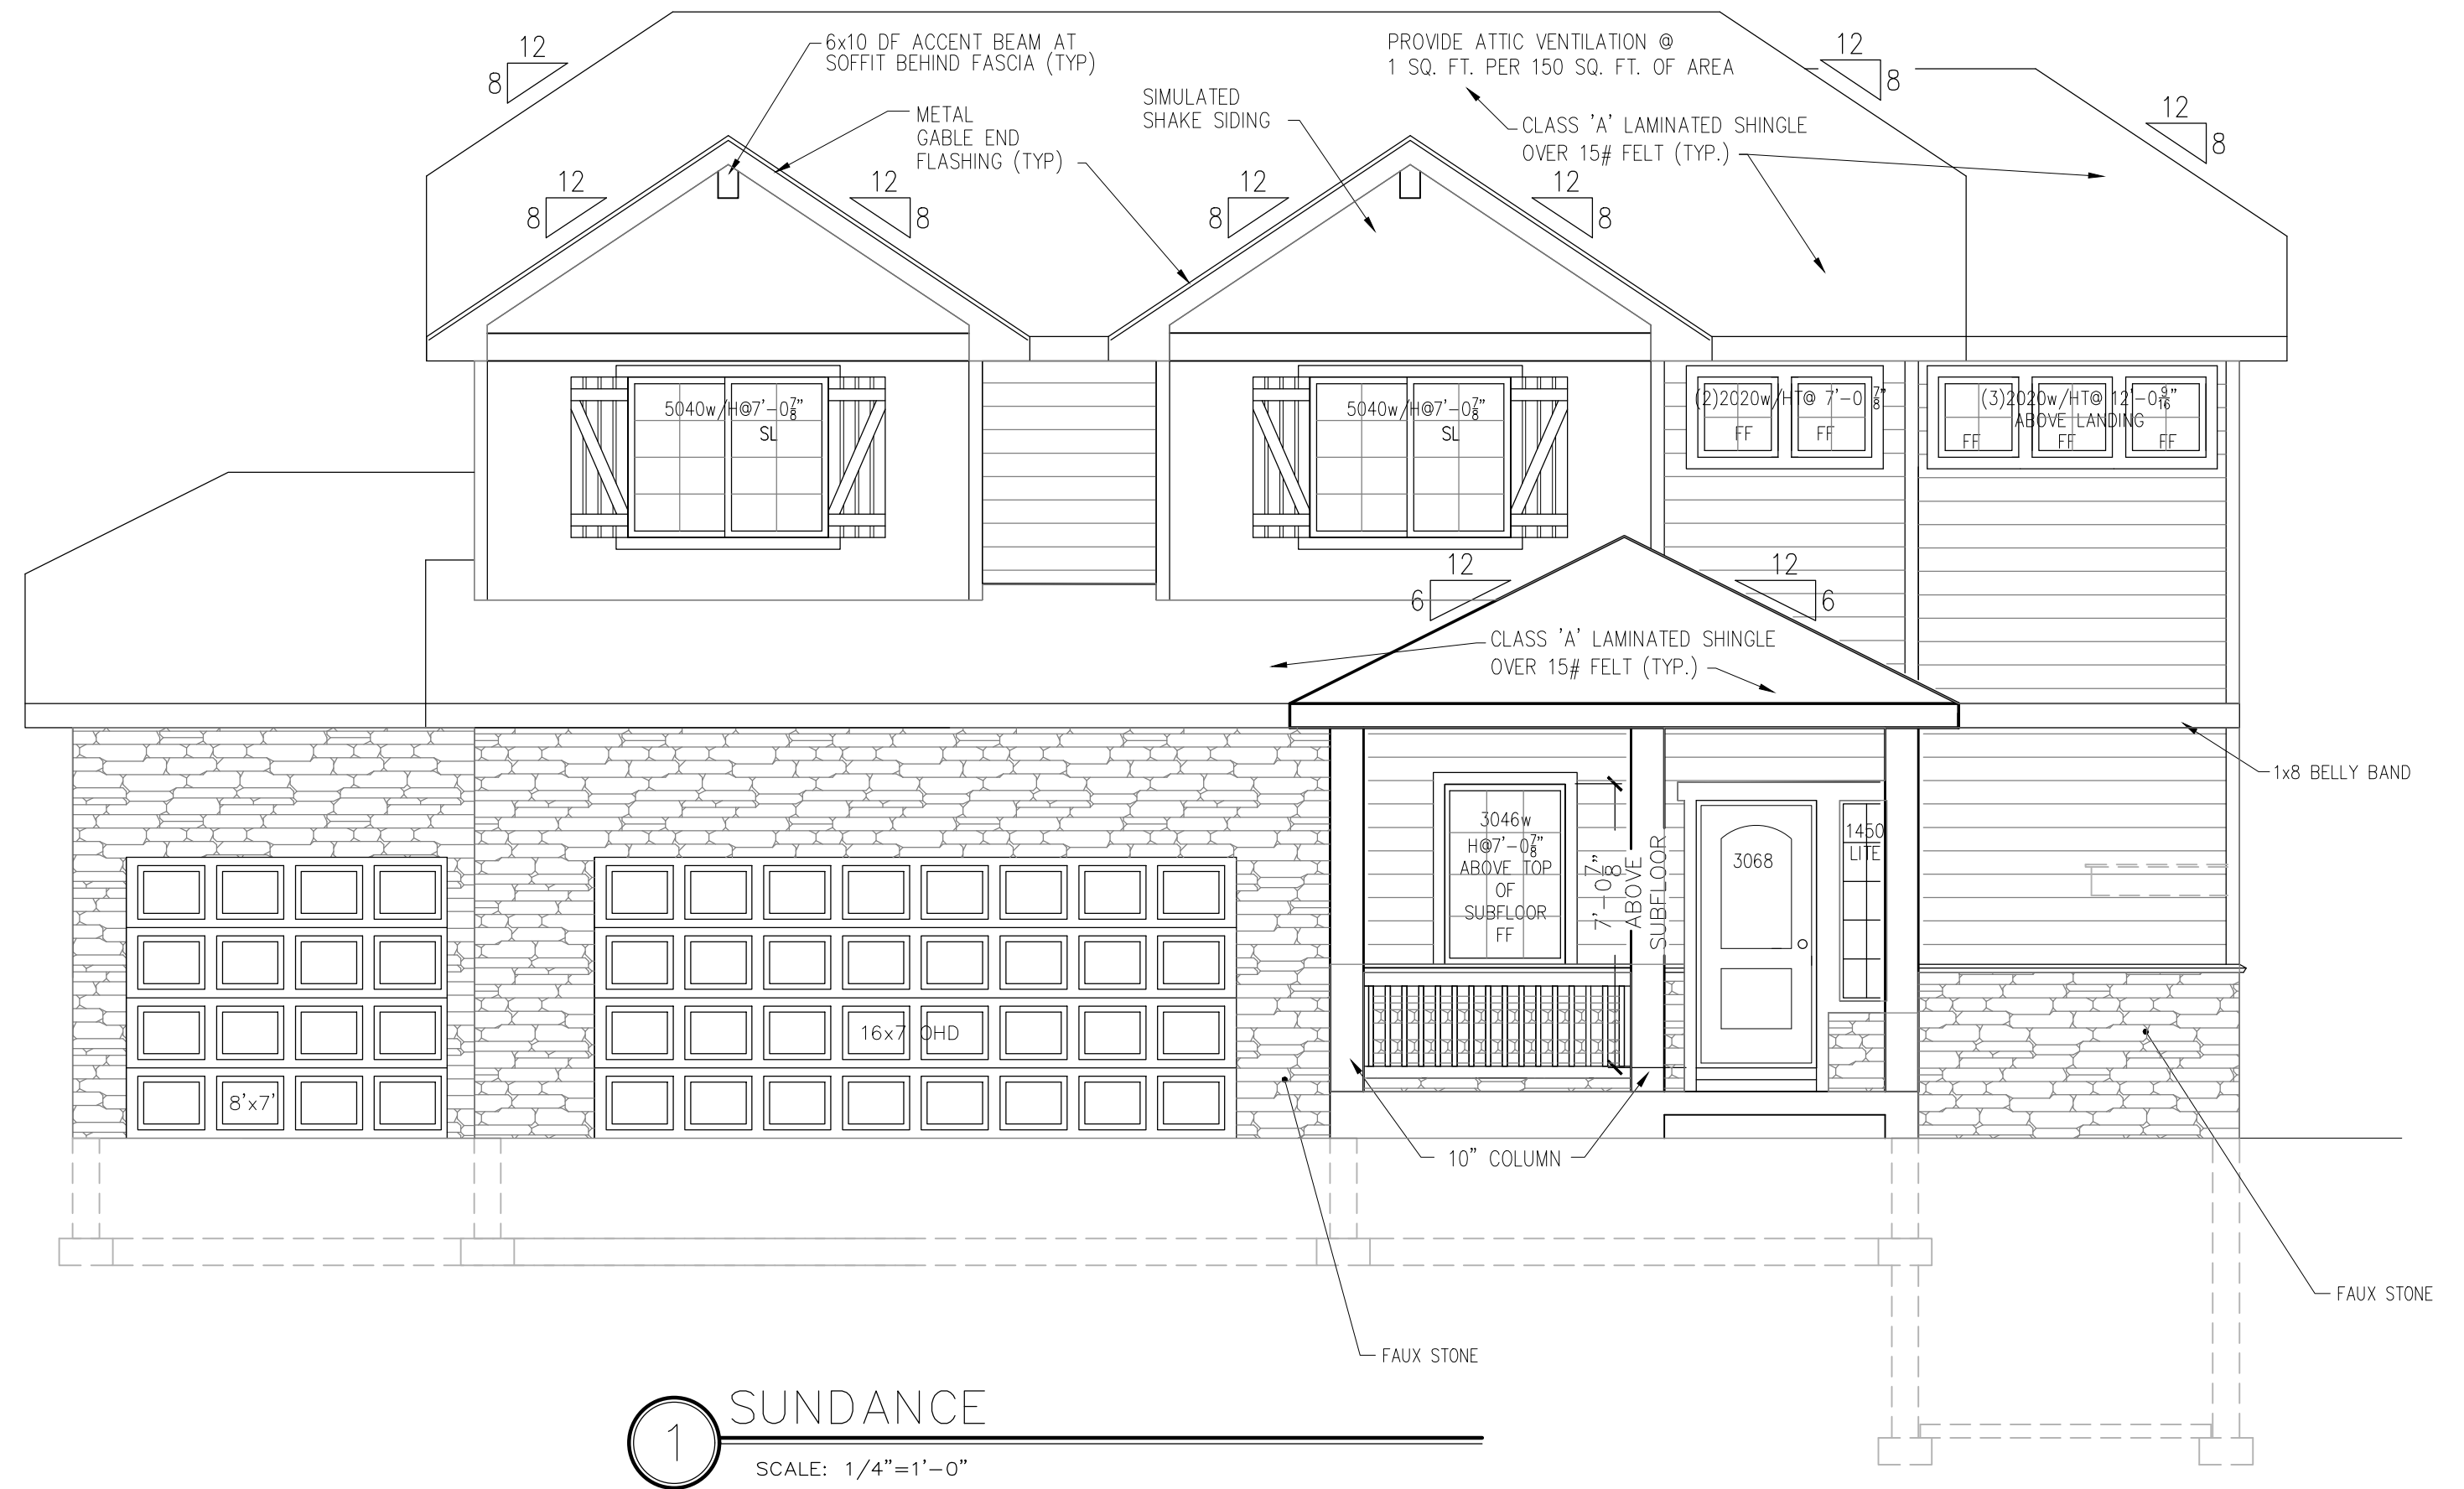 12
8
6x10 DF ACCENT BEAM AT
SOFFIT BEHIND FASCIA (TYP)
PROVIDE ATTIC VENTILATION @
1 SQ. FT. PER 150 SQ. FT. OF AREA
12
8
METAL
GABLE END
FLASHING (TYP)
SIMULATED
SHAKE SIDING
CLASS 'A' LAMINATED SHINGLE
OVER 15# FELT (TYP.)
12
8
12
8
12
8
12
8
12
8
5040w/H@7'-0⅞"
SL
5040w/H@7'-0⅞"
SL
(2)2020w/HT@ 7'-0⅞"
FF
FF
(3)2020w/HT@ 12'-0 9/16"
ABOVE LANDING
FF
FF
FF
12
6
12
6
CLASS 'A' LAMINATED SHINGLE
OVER 15# FELT (TYP.)
1x8 BELLY BAND
3046w
H@7'-0⅞"
ABOVE TOP
OF
SUBFLOOR
FF
7'-0⅞"
ABOVE
SUBFLOOR
3068
1450
LITE
16x7 OHD
8'x7'
10" COLUMN
FAUX STONE
FAUX STONE
1
SUNDANCE
SCALE: 1/4"=1'-0"